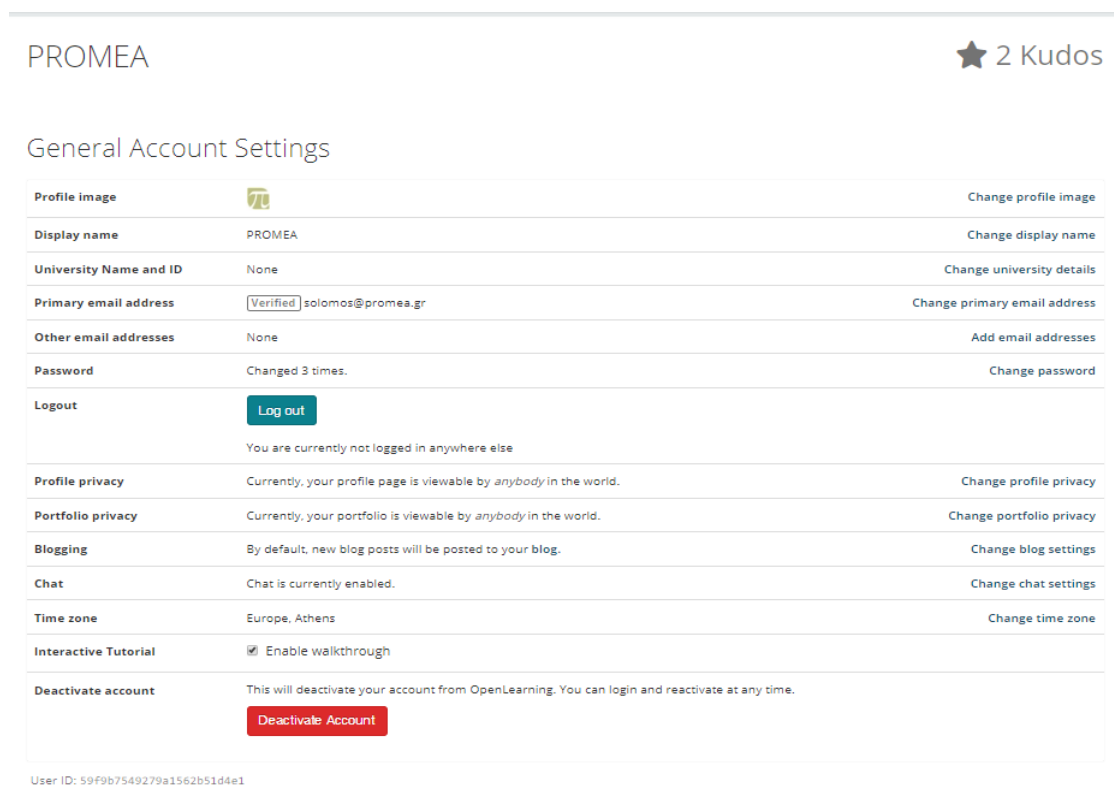 PROMEA
2 Kudos
General Account Settings
Profile image Change profile image
Display name PROMEA Change display name
University Name and ID None Change university details
Primary email address Verified solomos@promea.gr Change primary email address
Other email addresses None Add email addresses
Password Changed 3 times. Change password
Logout Log out
You are currently not logged in anywhere else
Profile privacy Currently, your profile page is viewable by anybody in the world. Change profile privacy
Portfolio privacy Currently, your portfolio is viewable by anybody in the world. Change portfolio privacy
Blogging By default, new blog posts will be posted to your blog. Change blog settings
Chat Chat is currently enabled. Change chat settings
Time zone Europe, Athens Change time zone
Interactive Tutorial Enable walkthrough
Deactivate account This will deactivate your account from OpenLearning. You can login and reactivate at any time.
Deactivate Account
User ID: 59f9b7549279a1562b51d4e1